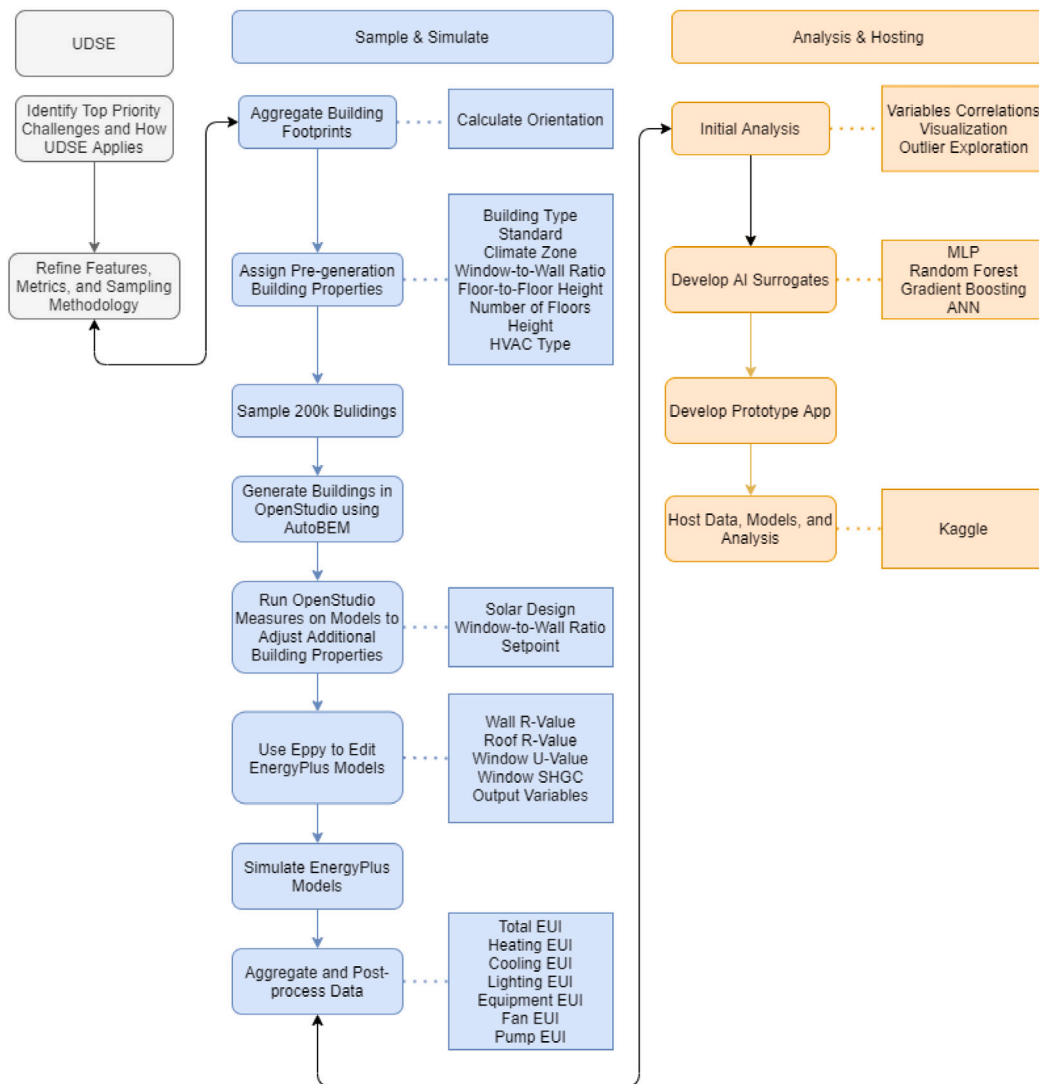 UDSE
Identify Top Priority
Challenges and How
UDSE Applies
Refine Features,
Metrics, and Sampling
Methodology
Sample & Simulate
Aggregate Building
Footprints
Calculate Orientation
Assign Pre-generation
Building Properties
Building Type
Standard
Climate Zone
Window-to-Wall Ratio
Floor-to-Floor Height
Number of Floors
Height
HVAC Type
Sample 200k Bulidings
Generate Buildings in
OpenStudio using
AutoBEM
Run OpenStudio
Measures on Models to
Adjust Additional
Building Properties
Solar Design
Window-to-Wall Ratio
Setpoint
Use Eppy to Edit
EnergyPlus Models
Wall R-Value
Roof R-Value
Window U-Value
Window SHGC
Output Variables
Simulate EnergyPlus
Models
Aggregate and Post-
process Data
Total EUI
Heating EUI
Cooling EUI
Lighting EUI
Equipment EUI
Fan EUI
Pump EUI
Analysis & Hosting
Initial Analysis
Variables Correlations
Visualization
Outlier Exploration
Develop AI Surrogates
MLP
Random Forest
Gradient Boosting
ANN
Develop Prototype App
Host Data, Models, and
Analysis
Kaggle